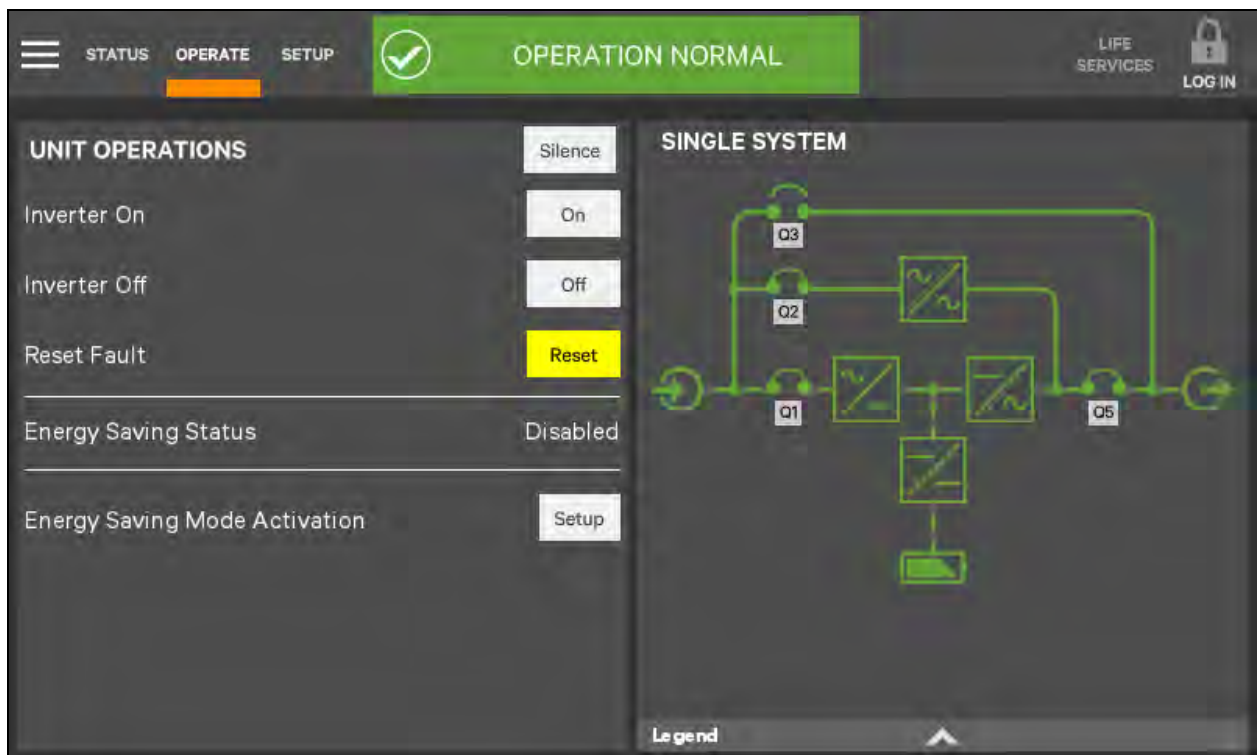 STATUS OPERATE SETUP OPERATION NORMAL LIFE
SERVICES
LOG IN
UNIT OPERATIONS Silence
Inverter On On
Inverter Off Off
Reset Fault Reset
Energy Saving Status Disabled
Energy Saving Mode Activation Setup
SINGLE SYSTEM
Q3
Q2
Q1 Q5
Legend